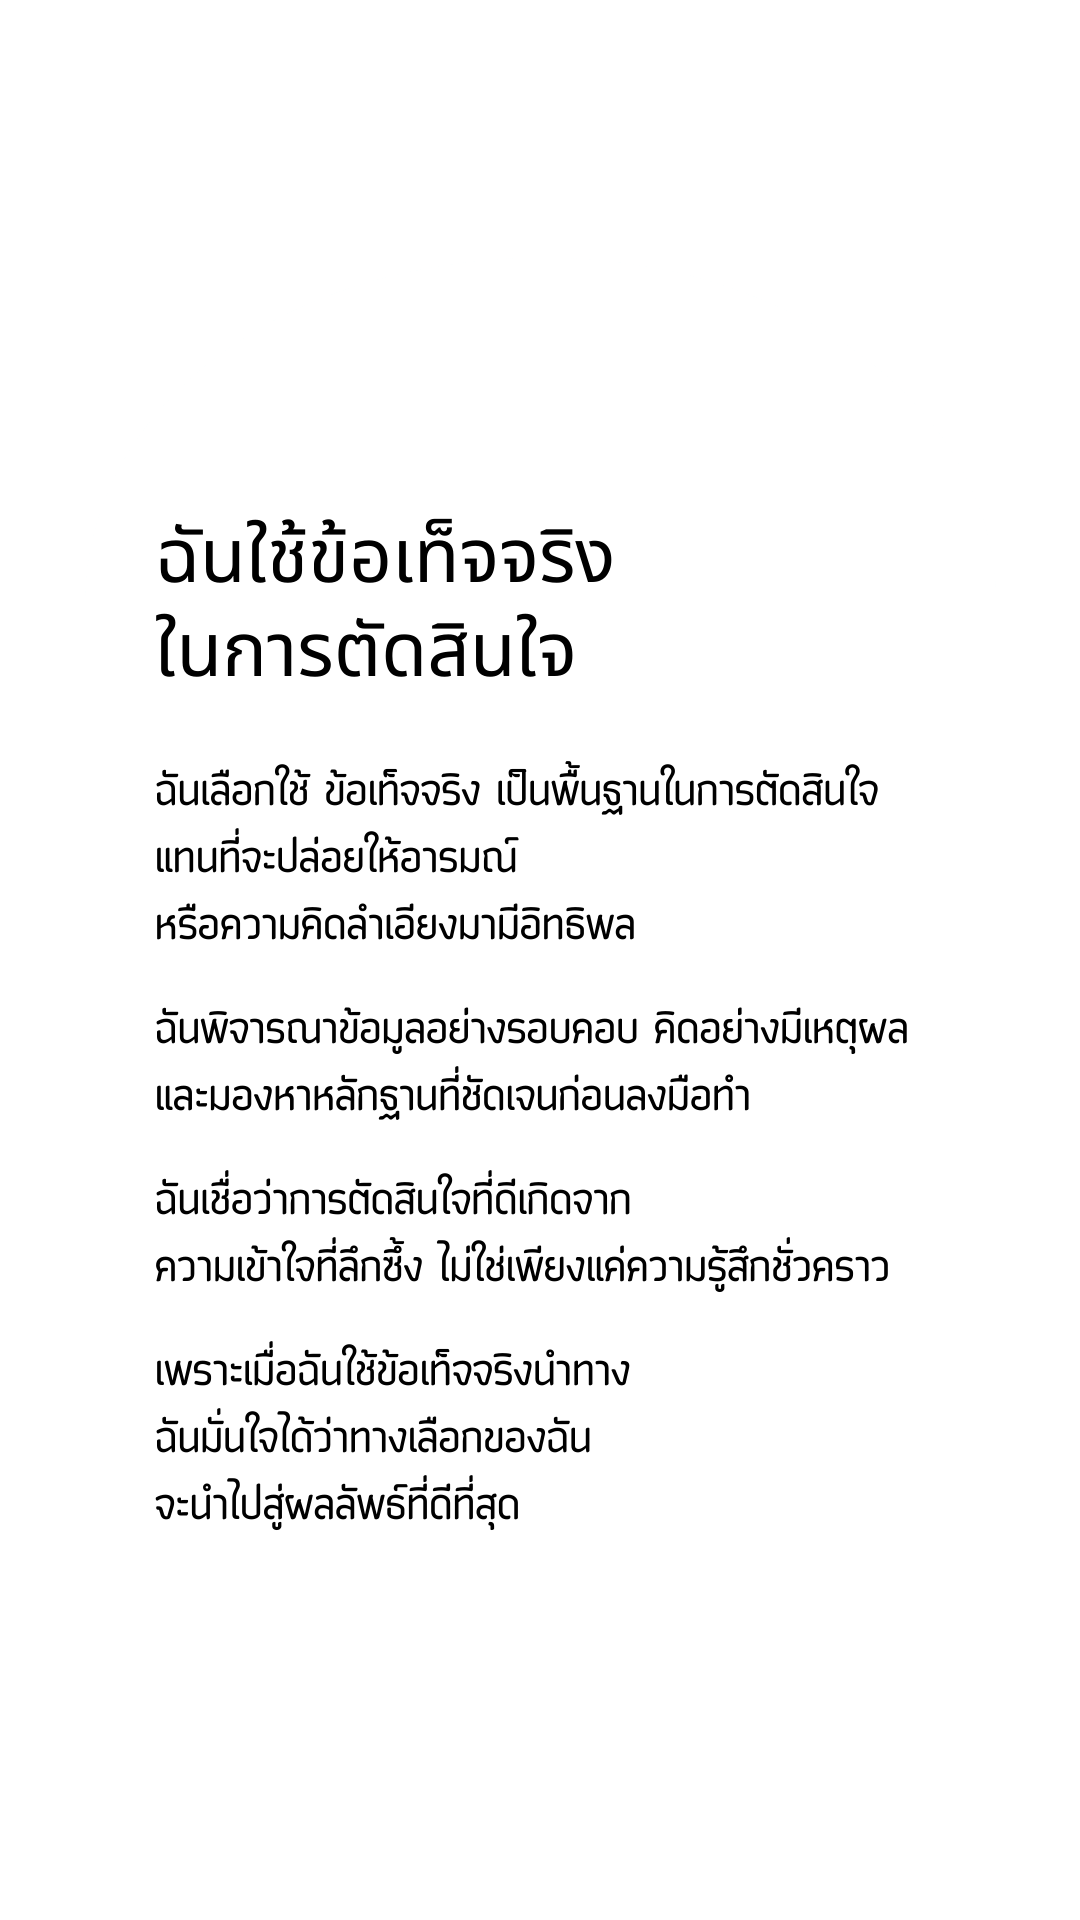 ฉันใช้ข้อเท็จจริง
ในการตัดสินใจ
ฉันเลือกใช้ ข้อเท็จจริง เป็นพื้นฐานในการตัดสินใจ
แทนที่จะปล่อยให้อารมณ์
หรือความคิดลำเอียงมามีอิทธิพล
ฉันพิจารณาข้อมูลอย่างรอบคอบ คิดอย่างมีเหตุผล
และมองหาหลักฐานที่ชัดเจนก่อนลงมือทำ
ฉันเชื่อว่าการตัดสินใจที่ดีเกิดจาก
ความเข้าใจที่ลึกซึ้ง ไม่ใช่เพียงแค่ความรู้สึกชั่วคราว
เพราะเมื่อฉันใช้ข้อเท็จจริงนำทาง
ฉันมั่นใจได้ว่าทางเลือกของฉัน
จะนำไปสู่ผลลัพธ์ที่ดีที่สุด